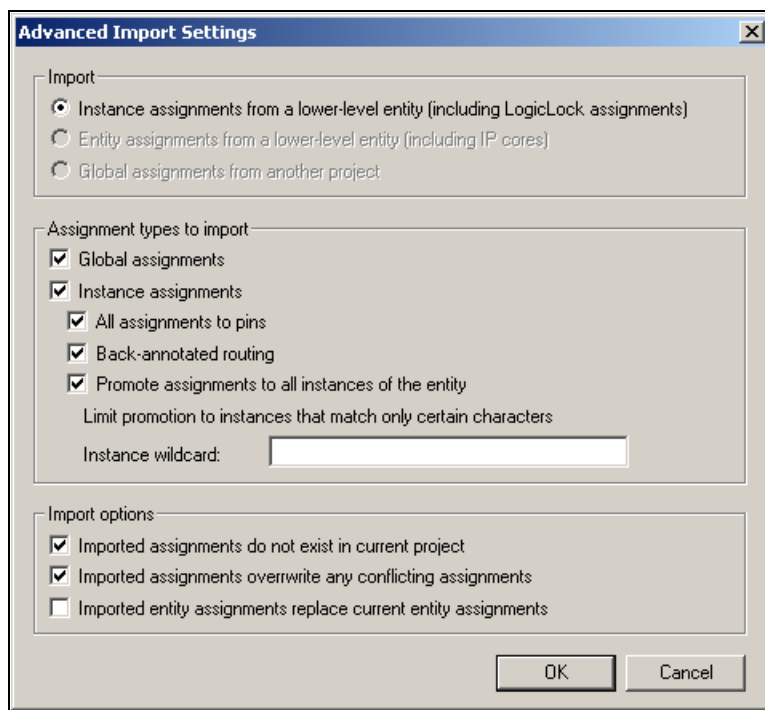 Advanced Import Settings
Import
Instance assignments from a lower-level entity (including LogicLock assignments)
Entity assignments from a lower-level entity (including IP cores)
Global assignments from another project
Assignment types to import
Global assignments
Instance assignments
All assignments to pins
Back-annotated routing
Promote assignments to all instances of the entity
Limit promotion to instances that match only certain characters
Instance wildcard:
Import options
Imported assignments do not exist in current project
Imported assignments overwrite any conflicting assignments
Imported entity assignments replace current entity assignments
OK Cancel